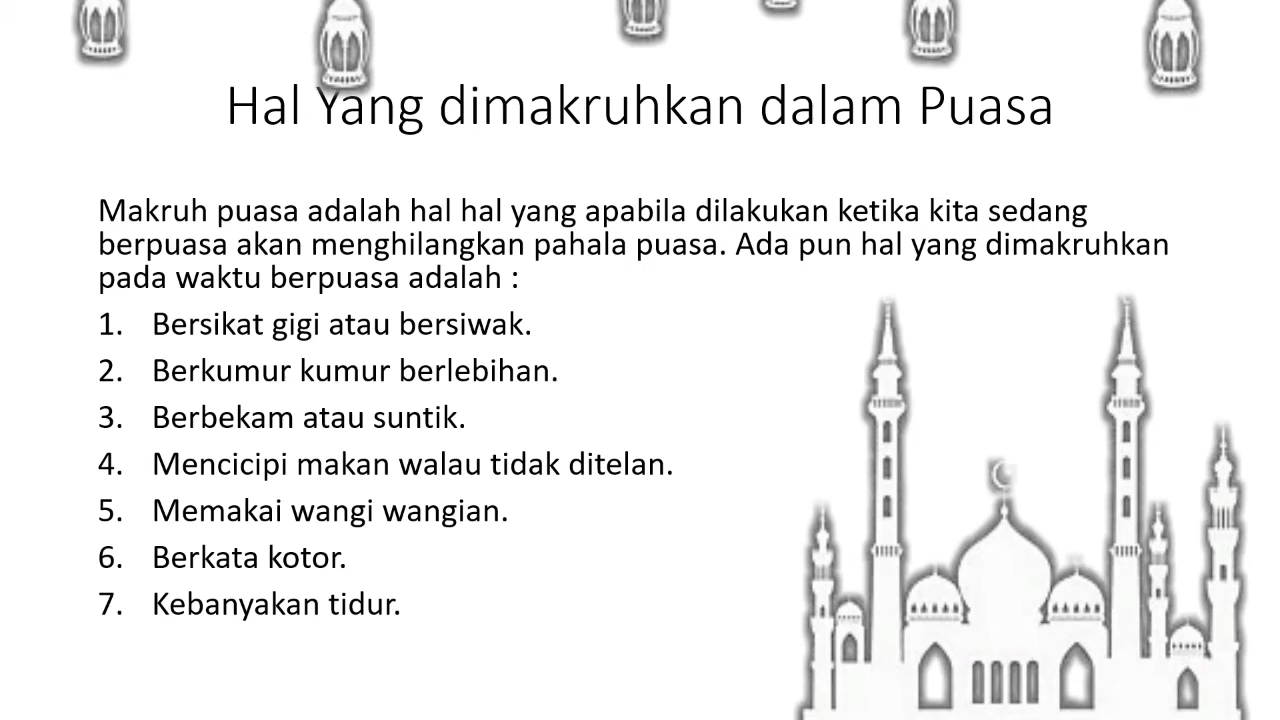 Hal Yang dimakruhkan dalam Puasa
Makruh puasa adalah hal hal yang apabila dilakukan ketika kita sedang
berpuasa akan menghilangkan pahala puasa. Ada pun hal yang dimakruhkan
pada waktu berpuasa adalah :
1. Bersikat gigi atau bersiwak.
2. Berkumur kumur berlebihan.
3. Berbekam atau suntik.
4. Mencicipi makan walau tidak ditelan.
5. Memakai wangi wangian.
6. Berkata kotor.
7. Kebanyakan tidur.